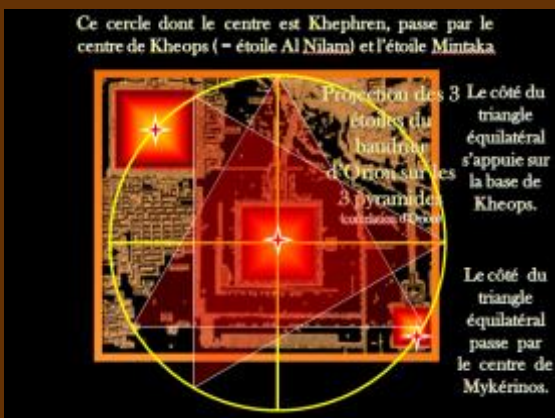 Ce cercle dont le centre est Khephren, passe par le
centre de Kheops ( = étoile Al Nilam) et l'étoile Mintaka
Projection des 3
étoiles du
baudrier
d'Orion sur les
3 pyramides
(corrélation d'Orion)
Le côté du
triangle
équilatéral
s'appuie sur
la base de
Kheops.
Le côté du
triangle
équilatéral
passe par
le centre de
Mykérinos.